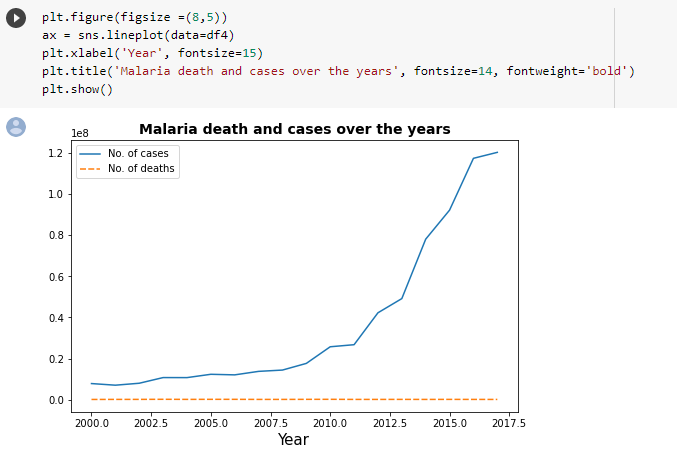 plt.figure(figsize =(8,5))
ax = sns.lineplot(data=df4)
plt.xlabel('Year', fontsize=15)
plt.title('Malaria death and cases over the years', fontsize=14, fontweight='bold')
plt.show()
1e8
Malaria death and cases over the years
No. of cases
No. of deaths
1.2
1.0
0.8
0.6
0.4
0.2
0.0
2000.0 2002.5 2005.0 2007.5 2010.0 2012.5 2015.0 2017.5
Year